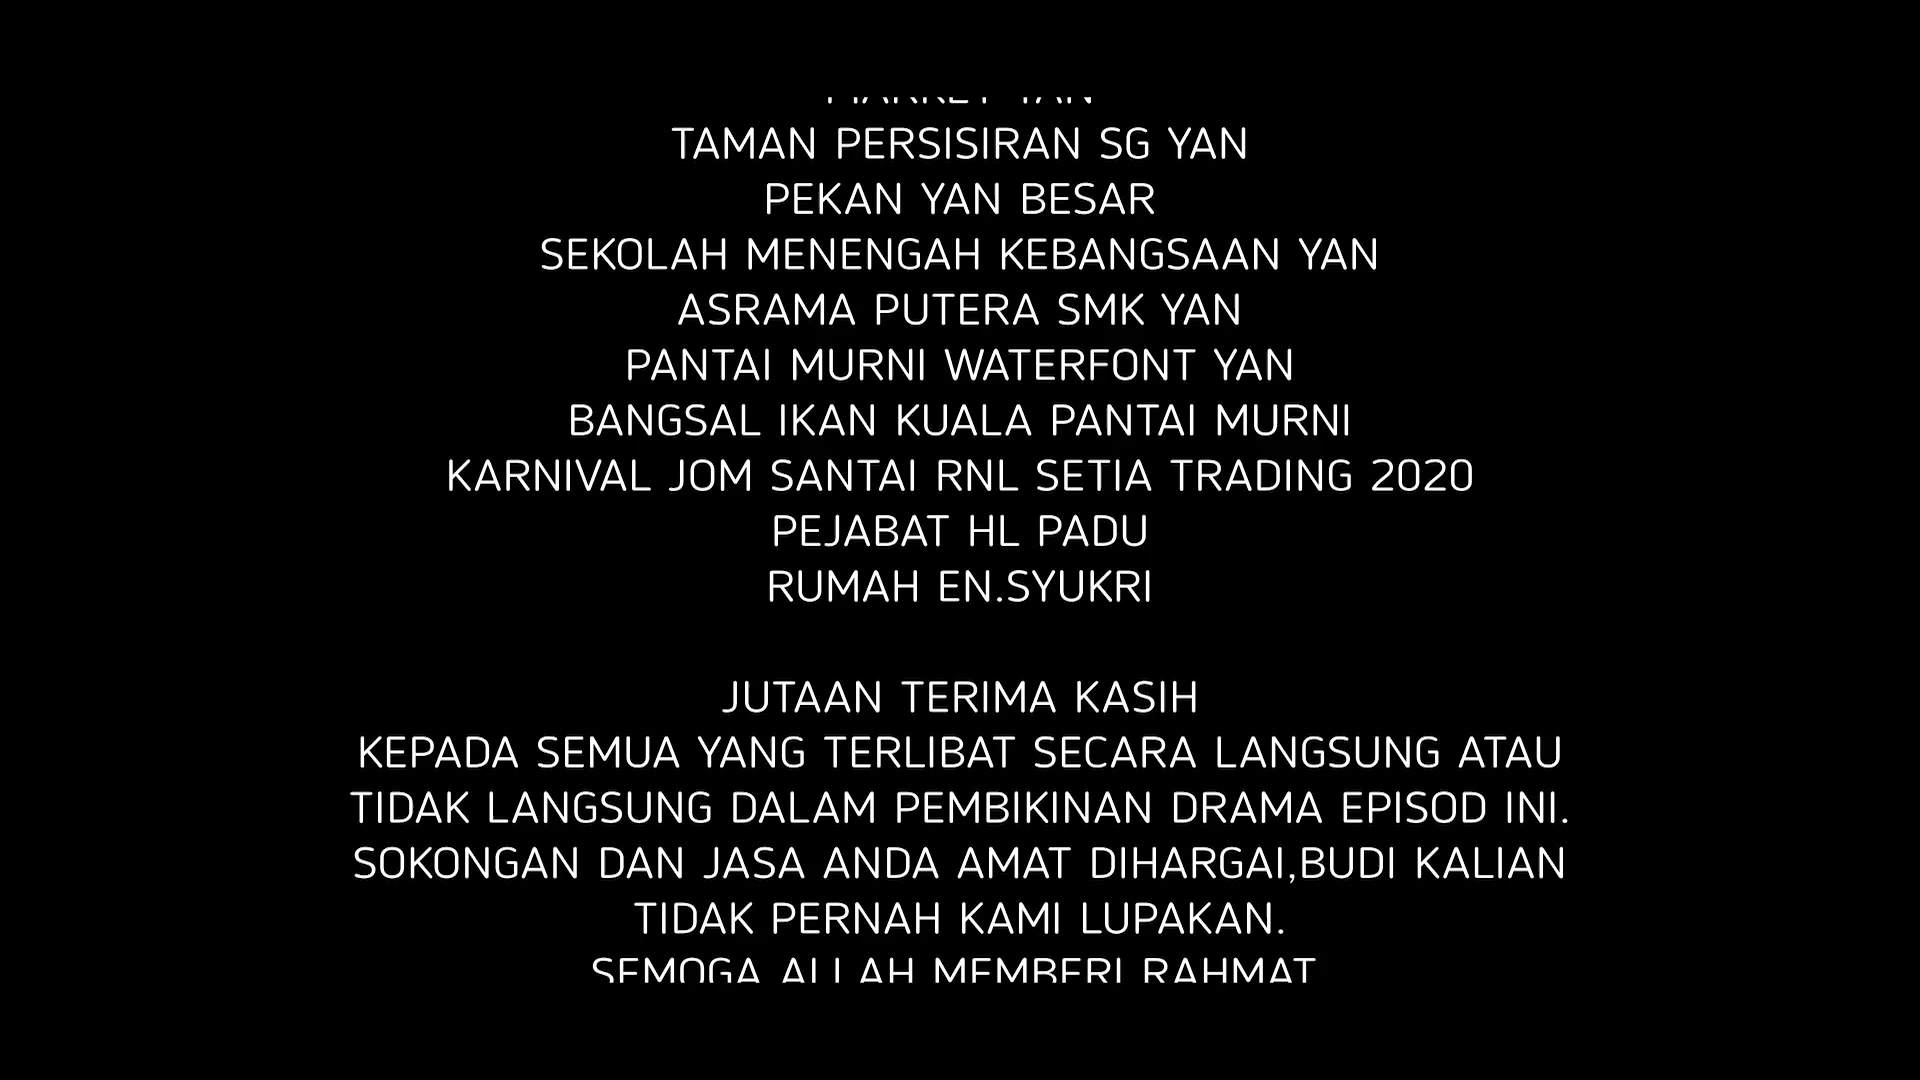 MARKET YAN
TAMAN PERSISIRAN SG YAN
PEKAN YAN BESAR
SEKOLAH MENENGAH KEBANGSAAN YAN
ASRAMA PUTERA SMK YAN
PANTAI MURNI WATERFONT YAN
BANGSAL IKAN KUALA PANTAI MURNI
KARNIVAL JOM SANTAI RNL SETIA TRADING 2020
PEJABAT HL PADU
RUMAH EN.SYUKRI
JUTAAN TERIMA KASIH
KEPADA SEMUA YANG TERLIBAT SECARA LANGSUNG ATAU
TIDAK LANGSUNG DALAM PEMBIKINAN DRAMA EPISOD INI.
SOKONGAN DAN JASA ANDA AMAT DIHARGAI,BUDI KALIAN
TIDAK PERNAH KAMI LUPAKAN.
SEMOGA ALLAH MEMBERI RAHMAT